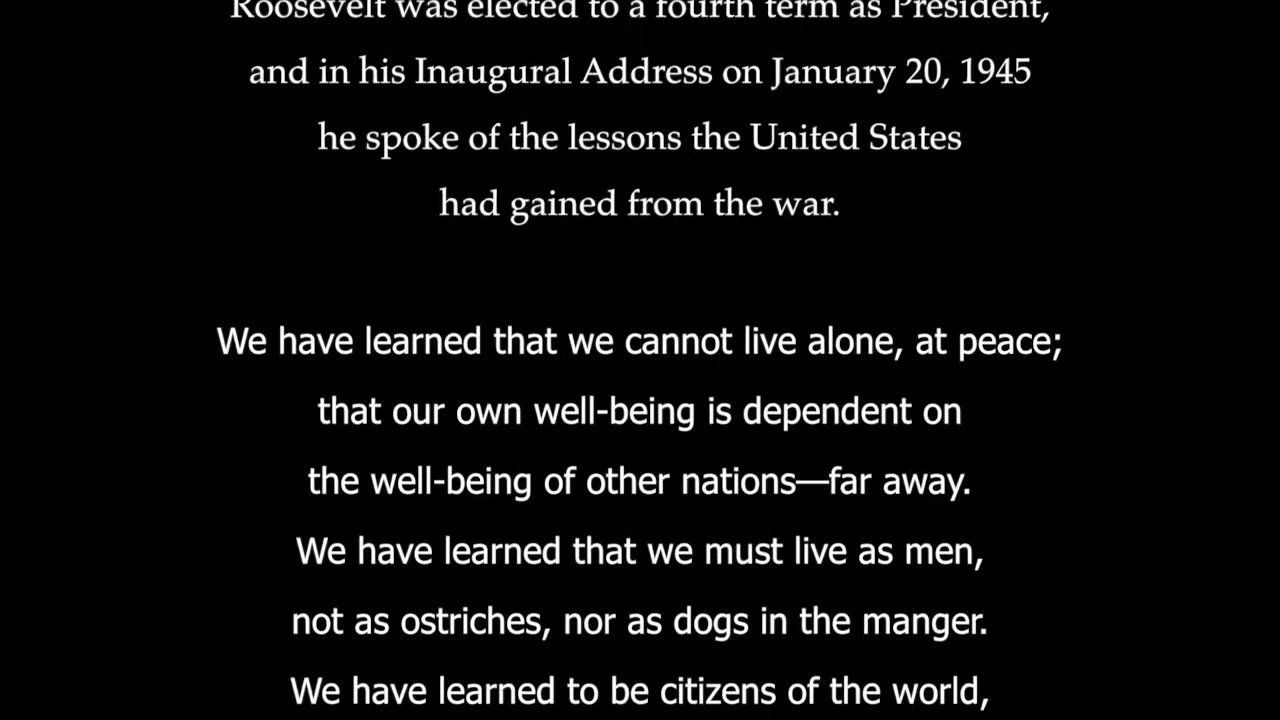 Roosevelt was elected to a fourth term as President,
and in his Inaugural Address on January 20, 1945
he spoke of the lessons the United States
had gained from the war.
We have learned that we cannot live alone, at peace;
that our own well-being is dependent on
the well-being of other nations—far away.
We have learned that we must live as men,
not as ostriches, nor as dogs in the manger.
We have learned to be citizens of the world,